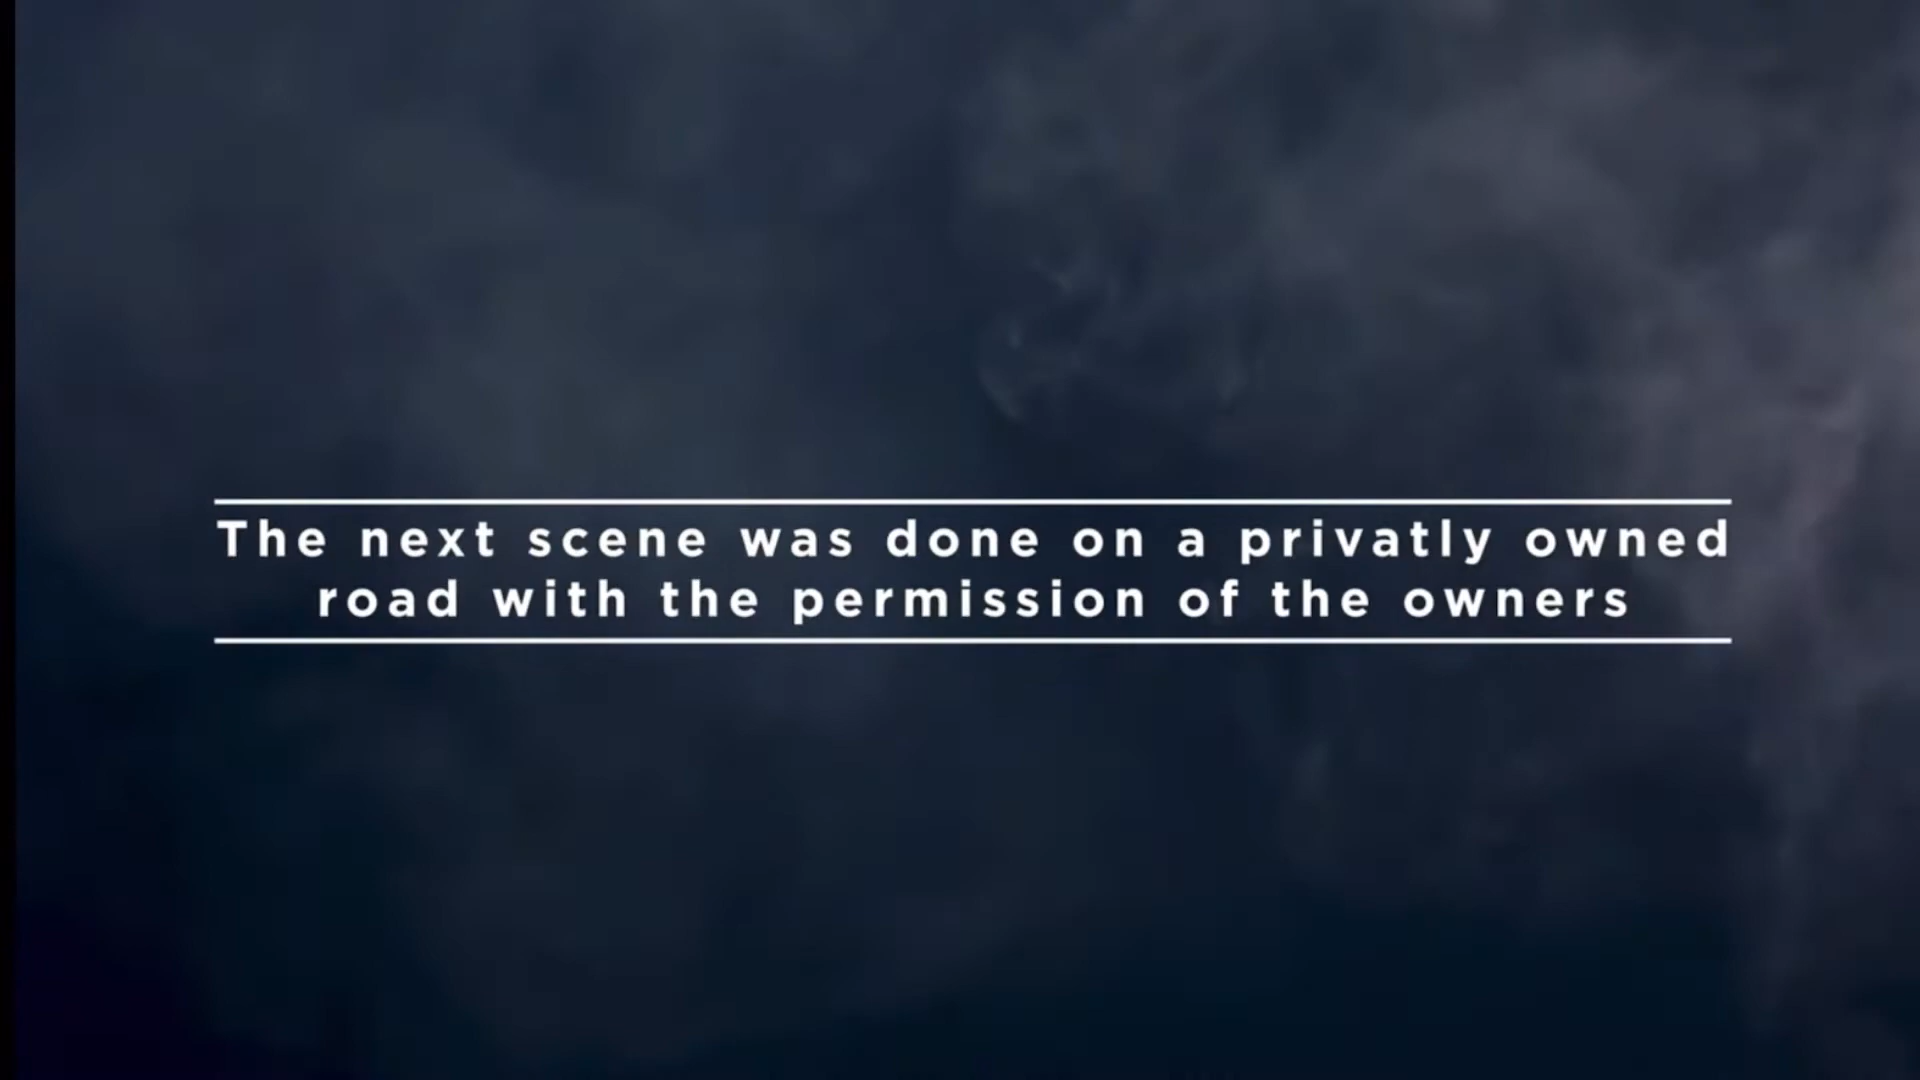 The next scene was done on a privatly owned
road with the permission of the owners